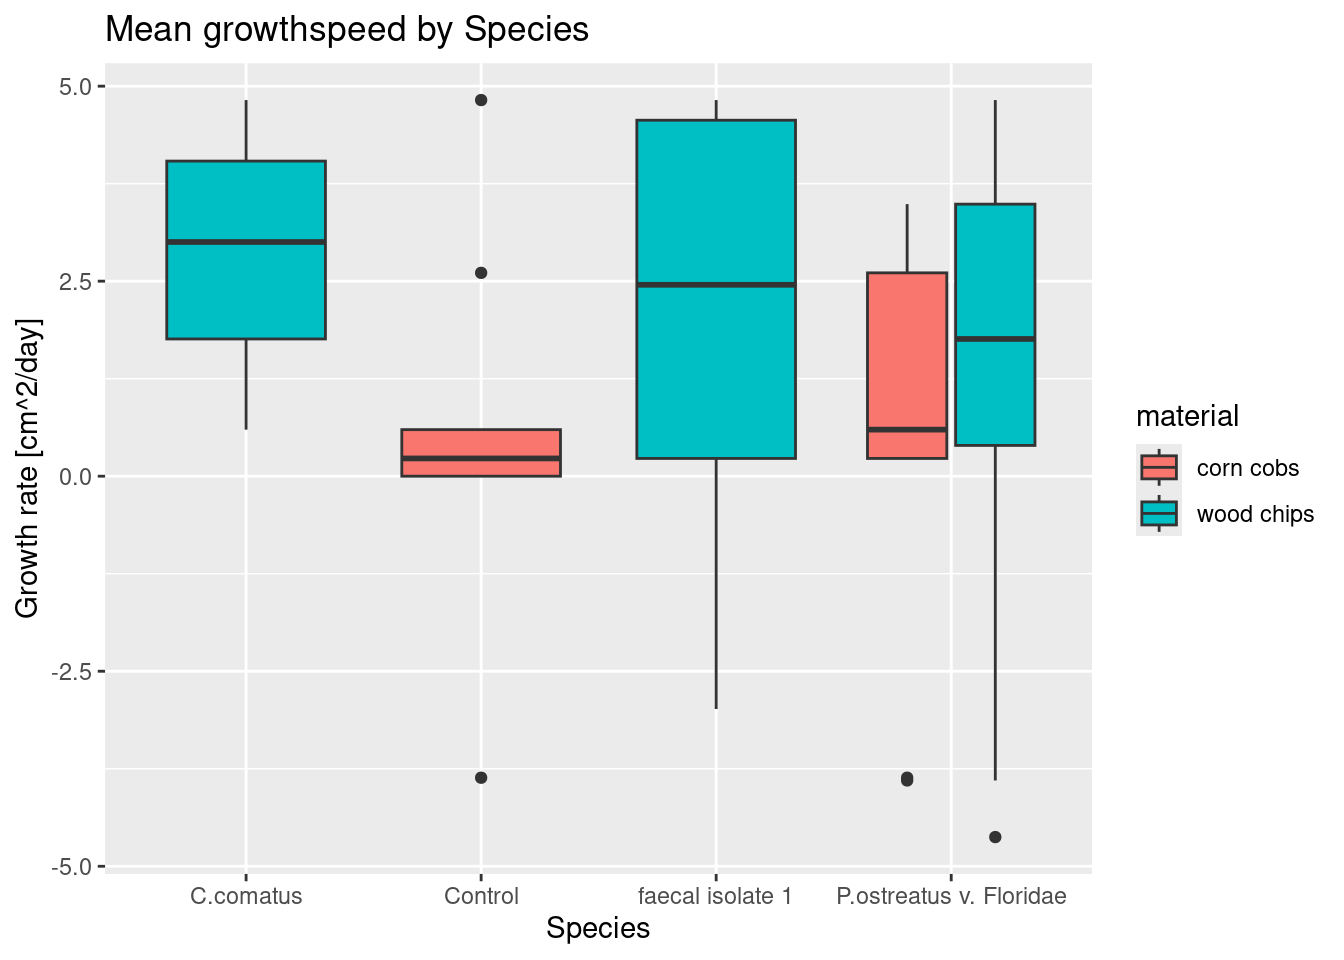 Mean growthspeed by Species
Growth rate [cm^2/day]
5.0
2.5
0.0
-2.5
-5.0
C.comatus
Control
faecal isolate 1
P.ostreatus v. Floridae
Species
material
corn cobs
wood chips